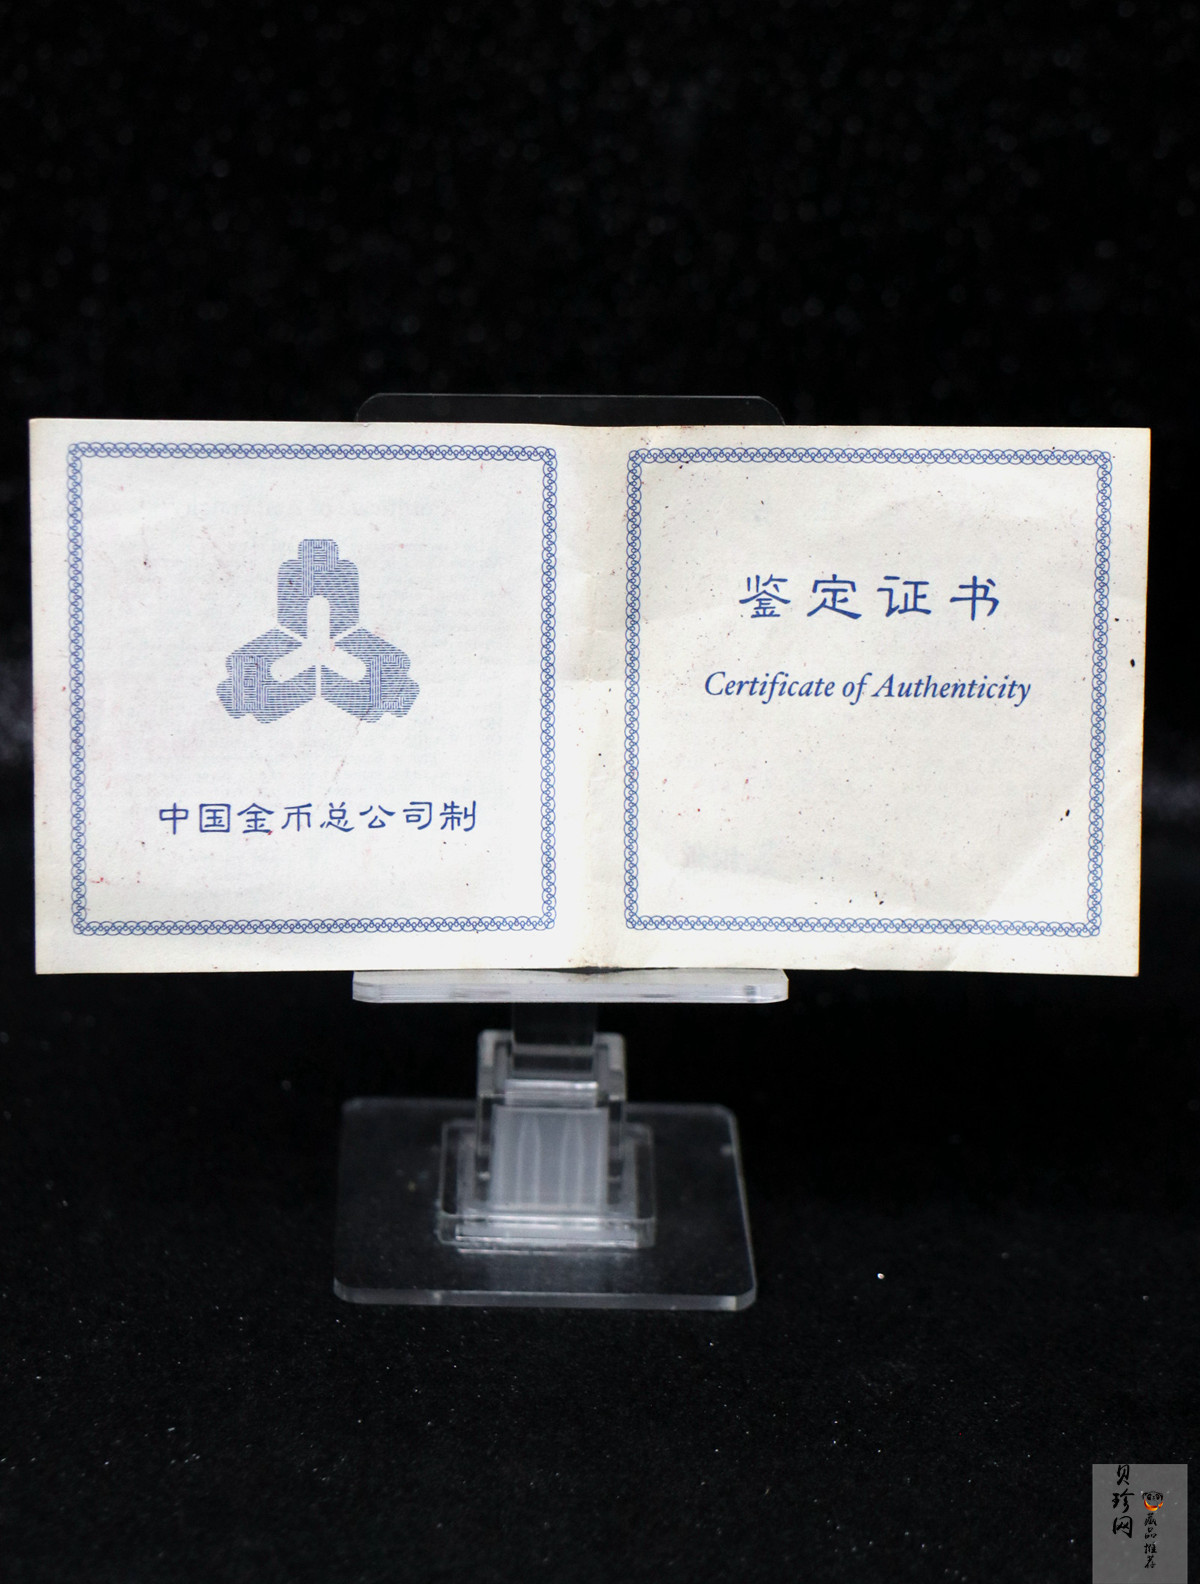 中国金币总公司制
鉴定证书
Certificate of Authenticity
贝珍网
藏品推荐